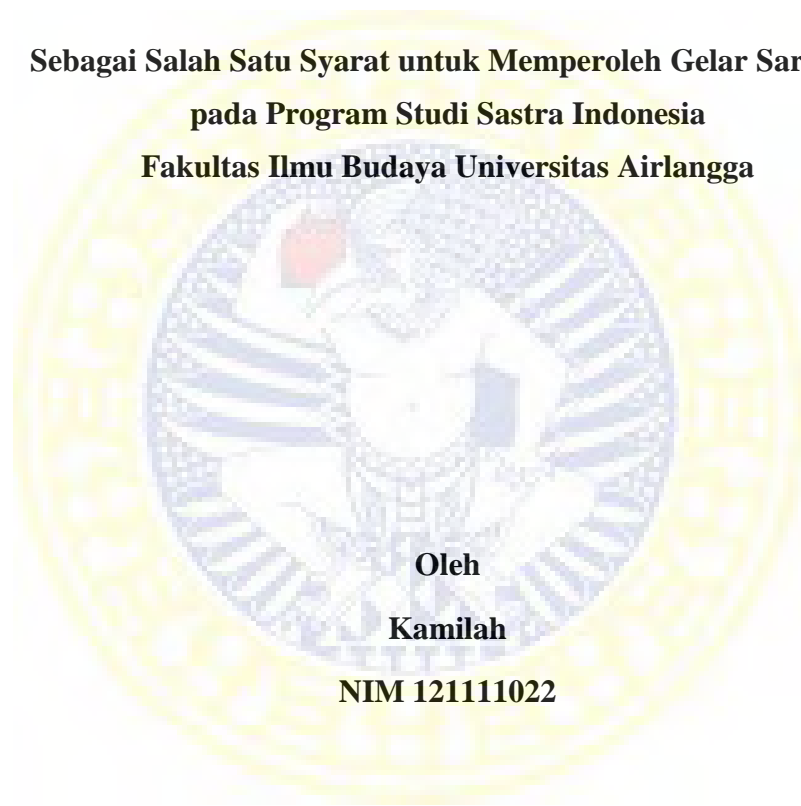 Sebagai Salah Satu Syarat untuk Memperoleh Gelar Sar
pada Program Studi Sastra Indonesia
Fakultas Ilmu Budaya Universitas Airlangga
Oleh
Kamilah
NIM 121111022